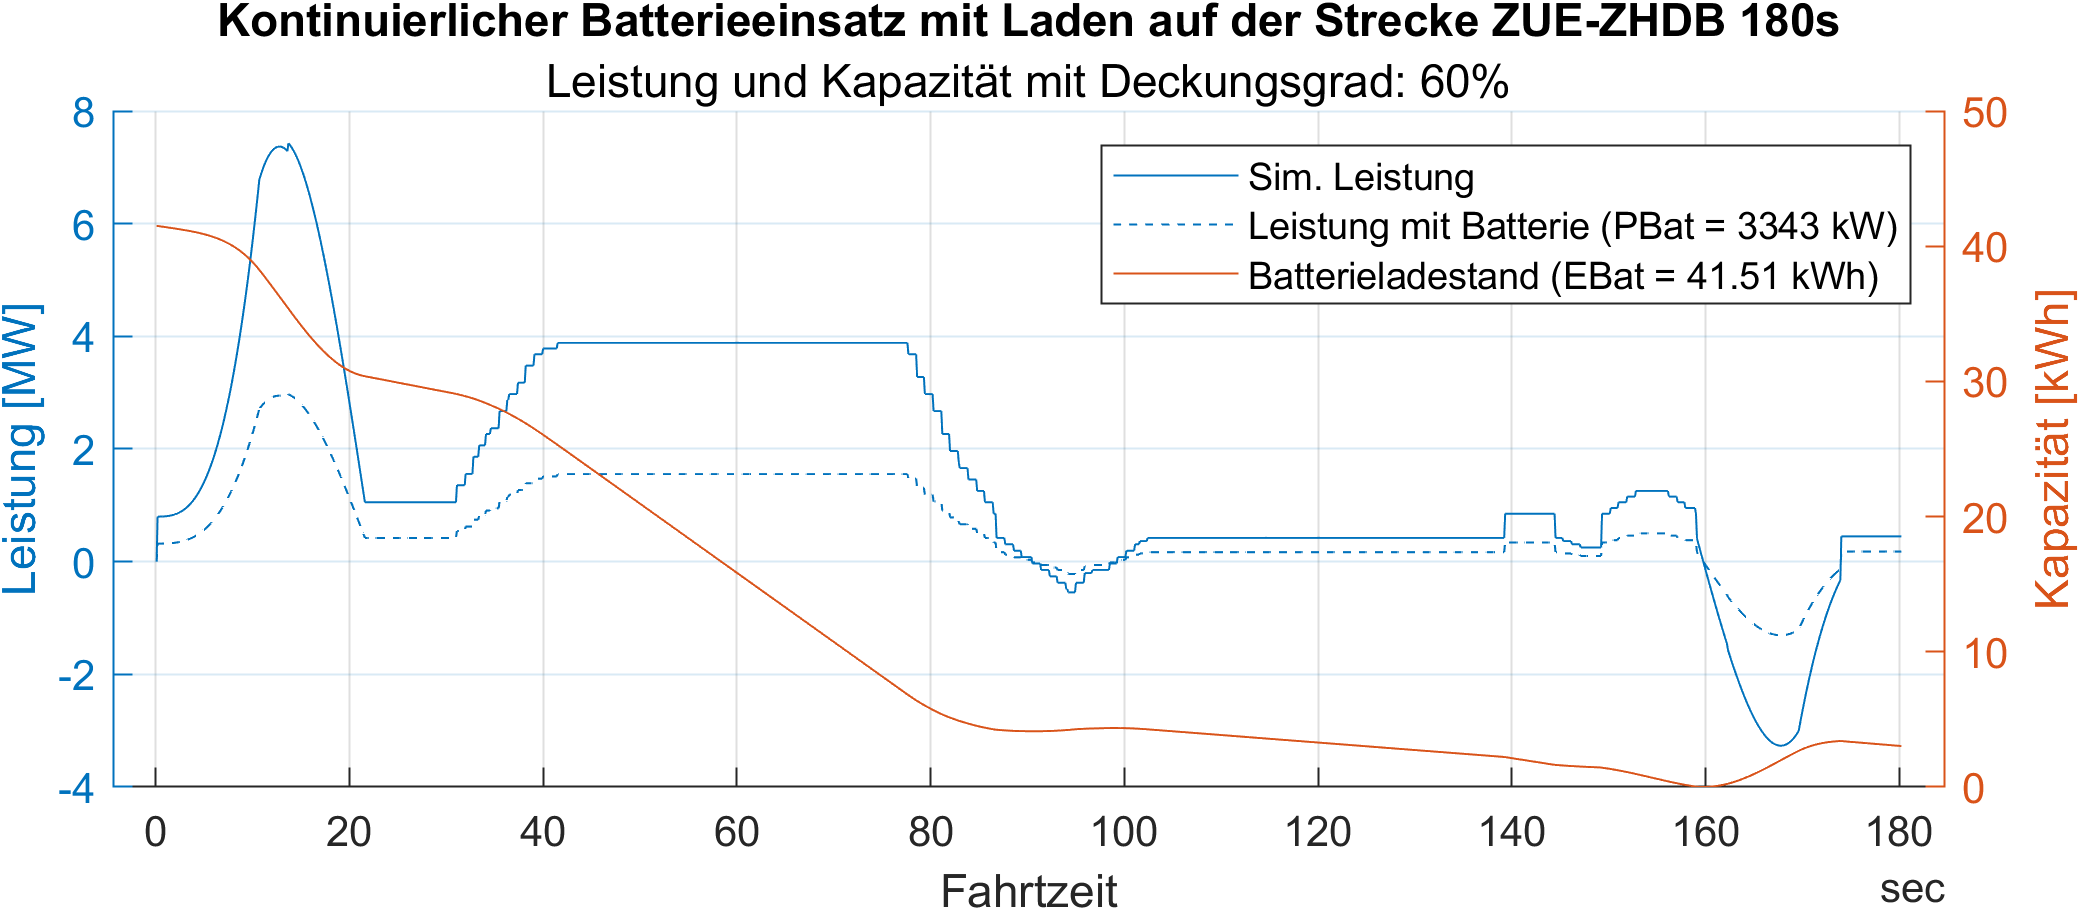 Kontinuierlicher Batterieeinsatz mit Laden auf der Strecke ZUE-ZHDB 180s
Leistung und Kapazität mit Deckungsgrad: 60%
Leistung [MW]
8
6
4
2
0
-2
-4
Sim. Leistung
Leistung mit Batterie (PBat = 3343 kW)
Batterieladestand (EBat = 41.51 kWh)
50
40
30
20
10
0
Kapazität [kWh]
0 20 40 60 80 100 120 140 160 180
Fahrtzeit
sec